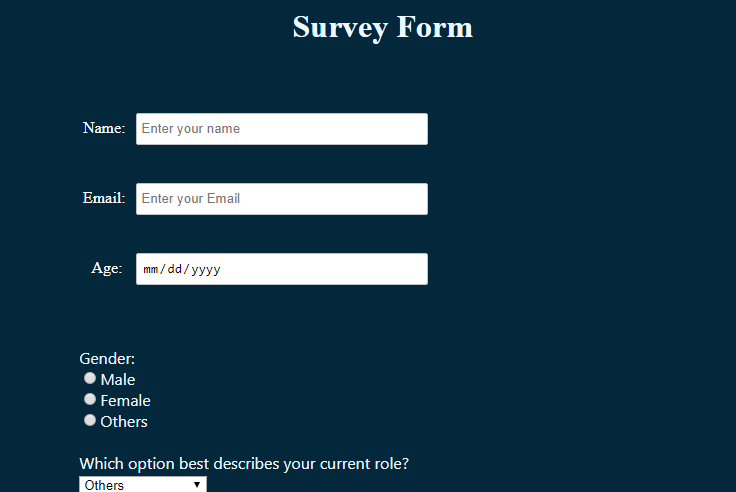 Survey Form
Name: Enter your name
Email: Enter your Email
Age: mm/dd/yyyy
Gender:
Male
Female
Others
Which option best describes your current role?
Others